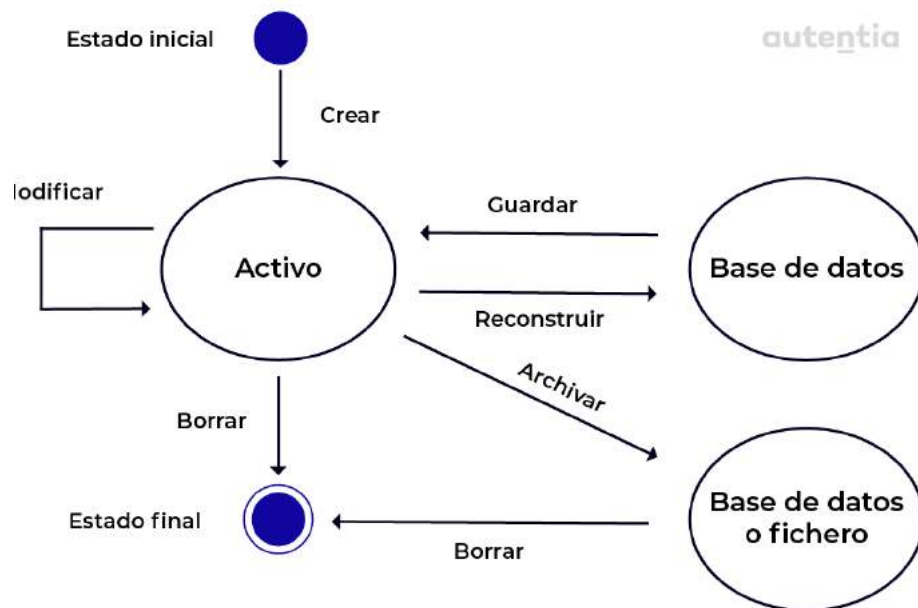 Estado inicial
autentia
Crear
lodificar
Guardar
Activo
Base de datos
Reconstruir
Archivar
Borrar
Estado final
Base de datos
o fichero
Borrar